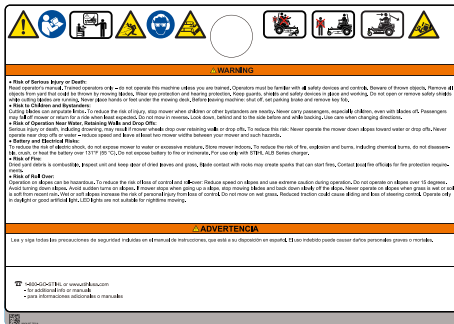 ⚠WARNING
● Risk of Serious Injury or Death:
Read operator's manual. Trained operators only – do not operate this machine unless you are trained. Operators must be familiar with all safety devices and controls. Beware of thrown objects. Remove all
objects from yard that could be thrown by moving blades. Wear eye protection and hearing protection. Keep guards, shields and safety devices in place and working. Do not open or remove safety shields
while cutting blades are running. Never place hands or feet under the mowing deck. Before leaving machine: shut off, set parking brake and remove key fob.
● Risk to Children and Bystanders:
Cutting blades can amputate limbs. To reduce the risk of injury, stop mower when children or other bystanders are nearby. Never carry passengers, especially children, even with blades off. Passengers
may fall off mower or return for a ride when least expected. Do not mow in reverse. Look down, behind and to the side before and while backing. Use care when changing directions.
● Risk of Operation Near Water, Retaining Walls and Drop Offs:
Serious injury or death, including drowning, may result if mower wheels drop over retaining walls or drop offs. To reduce this risk: Never operate the mower down slopes toward water or drop offs. Never
operate near drop offs or water – reduce speed and leave at least two mower widths between your mower and such hazards.
● Battery and Electrical Risks:
To reduce the risk of electric shock, do not expose mower to water or excessive moisture. Store mower indoors. To reduce the risk of fire, explosion and burns, including chemical burns, do not disassem-
ble, crush, or heat the battery over 131°F (55 °C). Do not expose battery to fire or incinerate. For use only with STIHL ALB Series charger.
● Risk of Fire:
Dried yard debris is combustible. Inspect unit and keep clear of dried leaves and grass. Blade contact with rocks may create sparks that can start fires. Contact local fire officials for fire protection require-
ments.
● Risk of Roll Over:
Operation on slopes can be hazardous. To reduce the risk of loss of control and roll-over: Reduce speed on slopes and use extreme caution during operation. Do not operate on slopes over 15 degrees.
Avoid turning down slopes. Avoid sudden turns on slopes. If mower stops when going up a slope, stop moving blades and back down slowly off the slope. Never operate on slopes when grass is wet or soil
is soft from recent rain. Wet or soft slopes increase the risk of personal injury from loss of control. Do not mow on wet grass. Reduced traction could cause sliding and loss of steering control. Operate only
in daylight or good artificial light. LED lights are not suitable for nighttime mowing.
⚠ADVERTENCIA
Lea y siga todas las precauciones de seguridad incluidas en el manual de instrucciones, que está a su disposición en español. El uso indebido puede causar daños personales graves o mortales.
☎ 1-800-GO-STIHL or www.stihlusa.com
- for additional info or manuals
- para informaciones adicionales o manuales